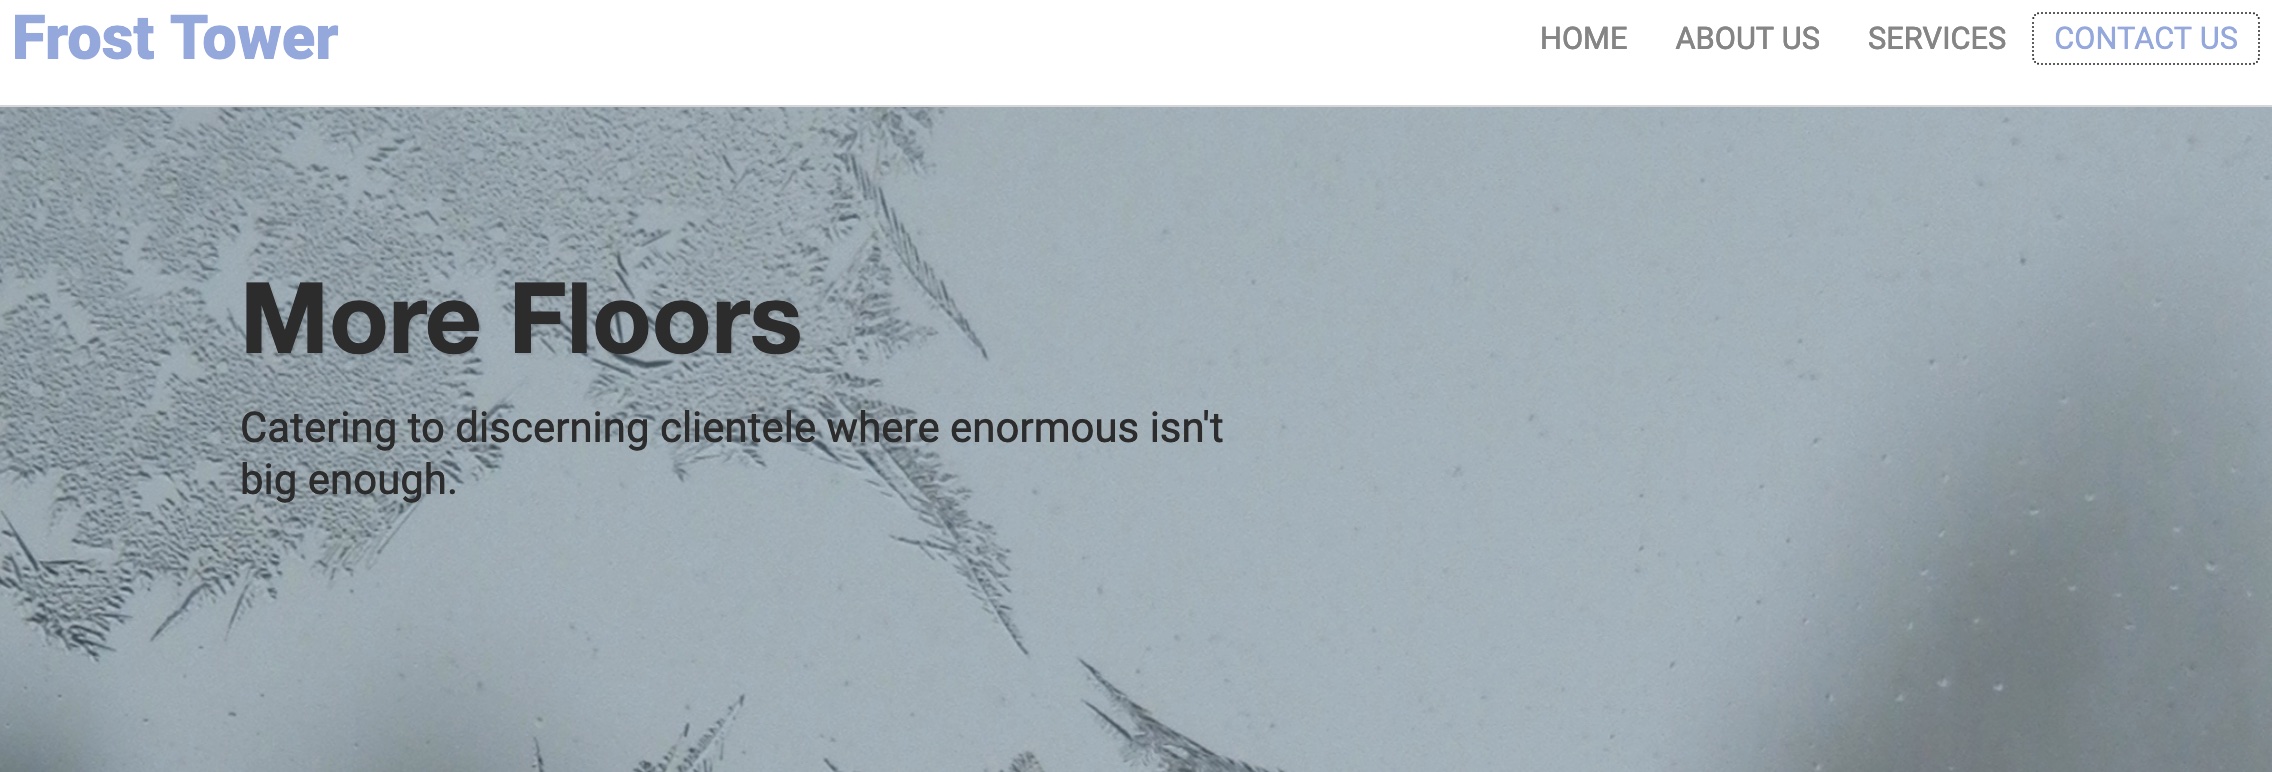 Frost Tower
HOME ABOUT US SERVICES CONTACT US
More Floors
Catering to discerning clientele where enormous isn't
big enough.